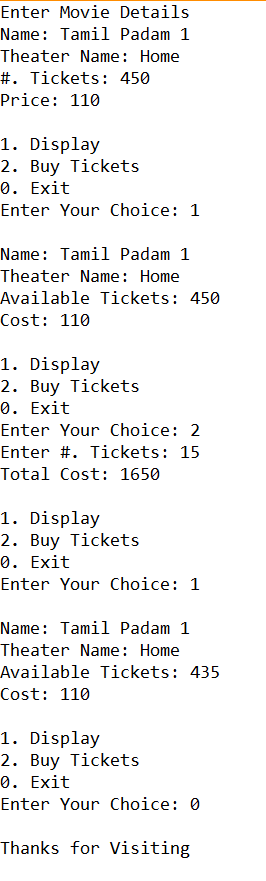 Enter Movie Details
Name: Tamil Padam 1
Theater Name: Home
#. Tickets: 450
Price: 110

1. Display
2. Buy Tickets
0. Exit
Enter Your Choice: 1

Name: Tamil Padam 1
Theater Name: Home
Available Tickets: 450
Cost: 110

1. Display
2. Buy Tickets
0. Exit
Enter Your Choice: 2
Enter #. Tickets: 15
Total Cost: 1650

1. Display
2. Buy Tickets
0. Exit
Enter Your Choice: 1

Name: Tamil Padam 1
Theater Name: Home
Available Tickets: 435
Cost: 110

1. Display
2. Buy Tickets
0. Exit
Enter Your Choice: 0

Thanks for Visiting